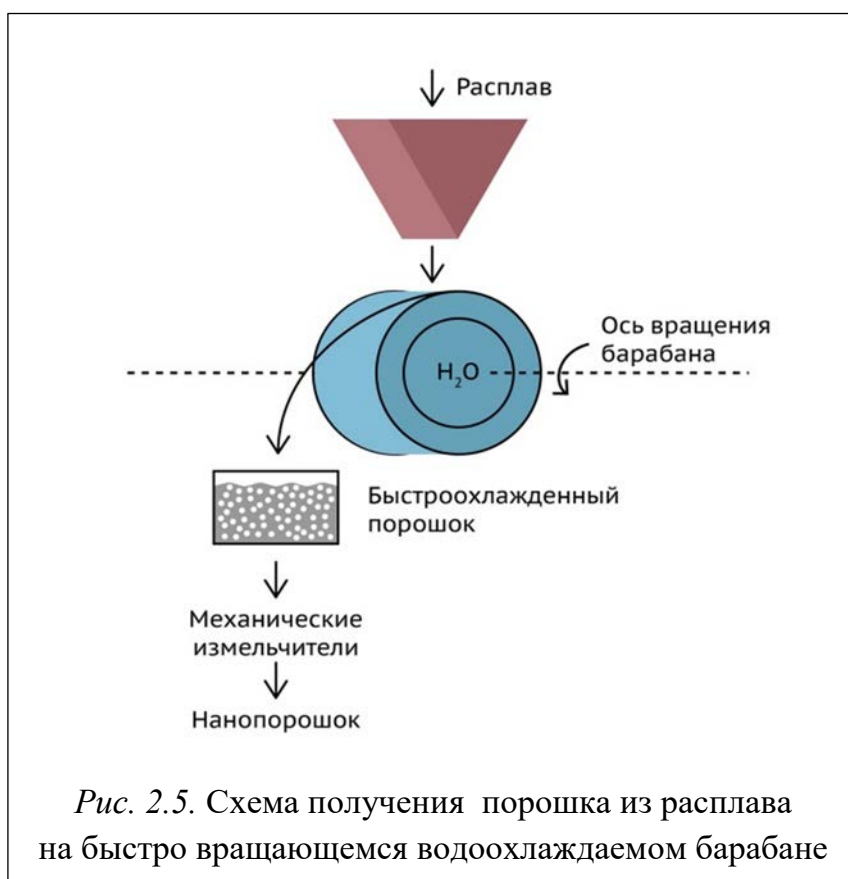 Расплав
Ось вращения
барабана
H₂O
Быстроохлажденный
порошок
Механические
измельчители
Нанопорошок
Рис. 2.5. Схема получения порошка из расплава
на быстро вращающемся водоохлаждаемом барабане